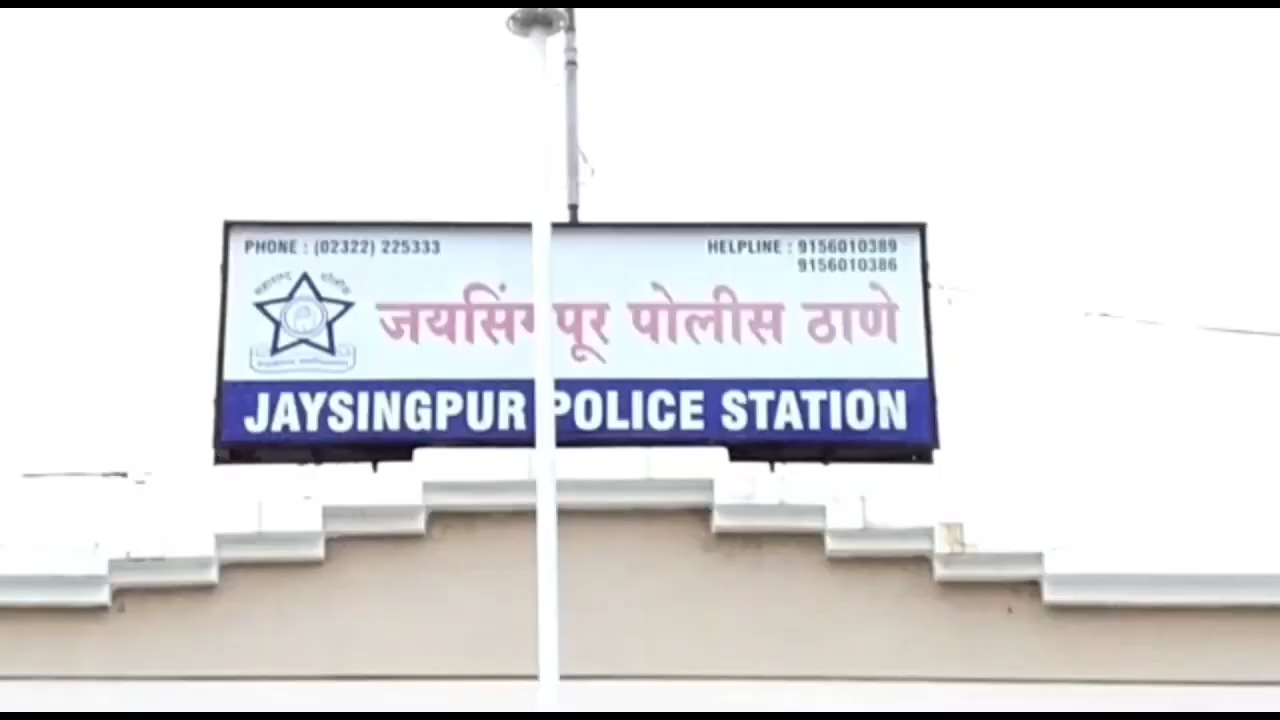 PHONE : (02322) 225333
HELPLINE : 9156010389
9156010386
जयसिंगपूर पोलीस ठाणे
JAYSINGPUR POLICE STATION